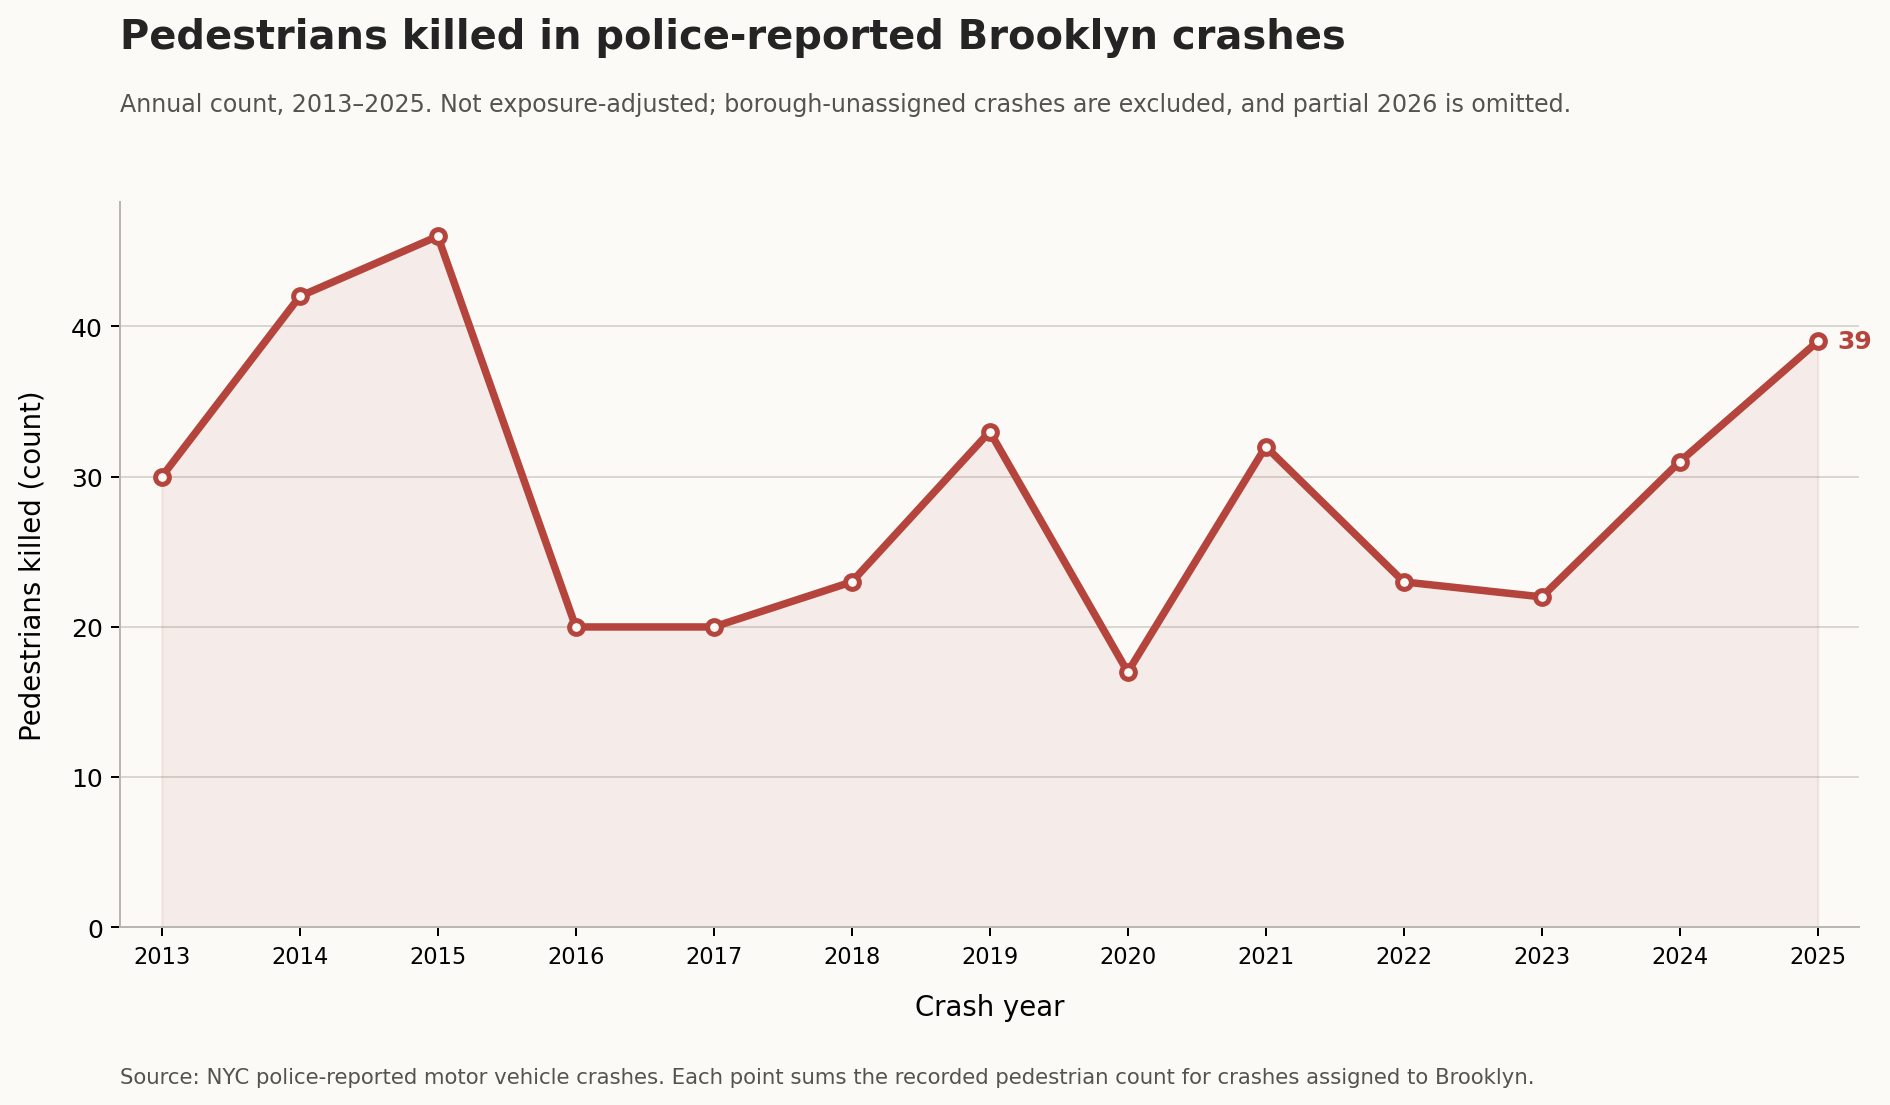 Pedestrians killed in police-reported Brooklyn crashes
Annual count, 2013–2025. Not exposure-adjusted; borough-unassigned crashes are excluded, and partial 2026 is omitted.
Pedestrians killed (count)
40
30
20
10
0
39
2013 2014 2015 2016 2017 2018 2019 2020 2021 2022 2023 2024 2025
Crash year
Source: NYC police-reported motor vehicle crashes. Each point sums the recorded pedestrian count for crashes assigned to Brooklyn.